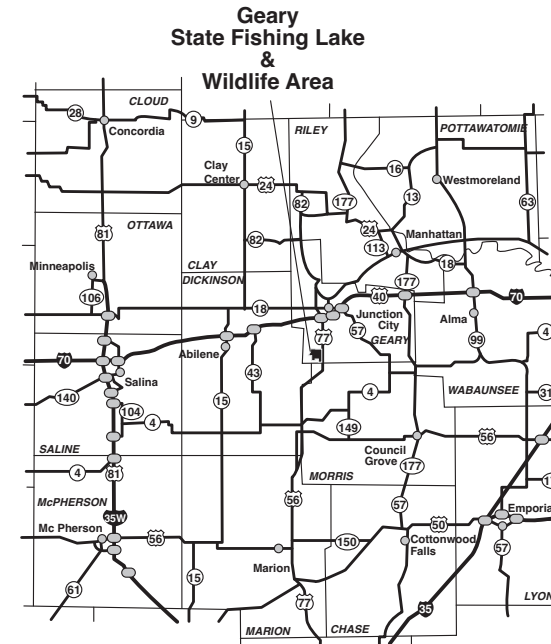 Geary
State Fishing Lake
&
Wildlife Area
CLOUD
28
Concordia
9
15
RILEY
POTTAWATOMIE
16
Clay
Center
24
Westmoreland
13
82
177
63
OTTAWA
24
81
Manhattan
113
82
18
CLAY
Minneapolis
DICKINSON
177
106
40
70
18
Junction
City
Alma
77
57
GEARY
4
99
70
Abilene
Salina
43
140
4
WABAUNSEE
31
15
104
4
149
56
SALINE
Council
Grove
4
81
177
MORRIS
McPHERSON
56
57
35W
Mc Pherson
50
Emporia
56
150
Cottonwood
Falls
57
Marion
15
61
77
35
LYON
MARION
CHASE